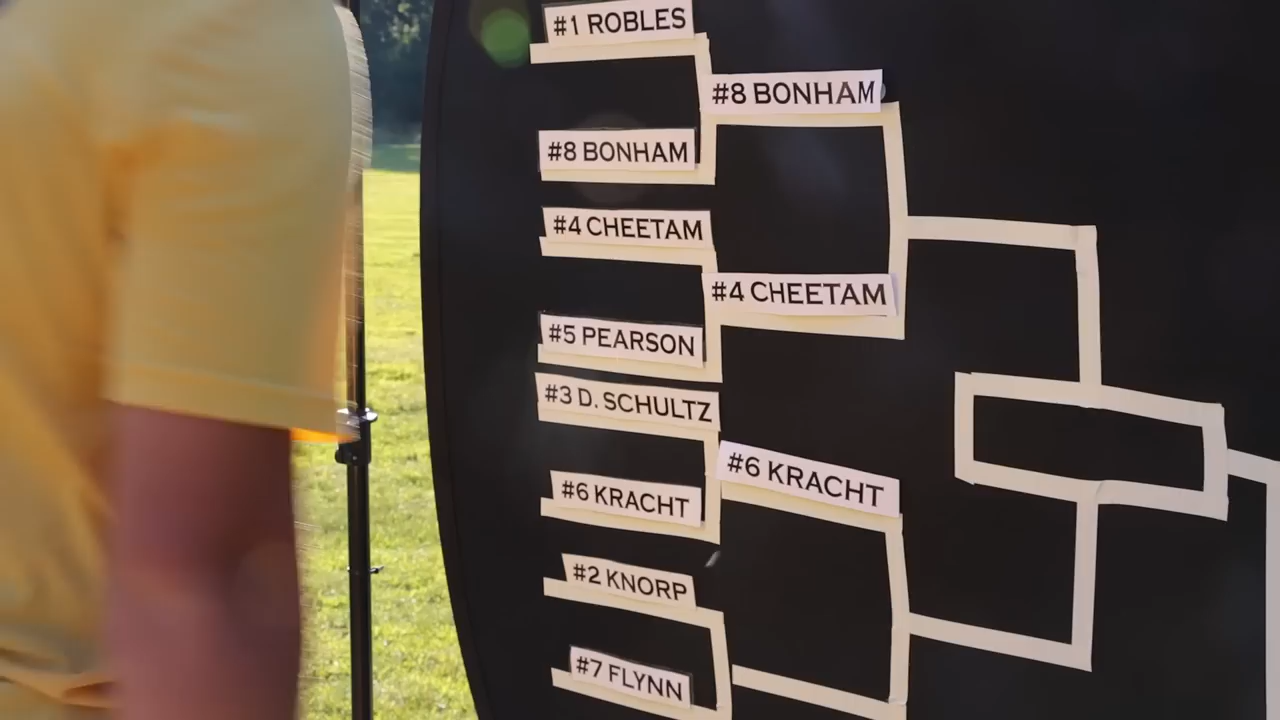 #1 ROBLES
#8 BONHAM
#8 BONHAM
#4 CHEETAM
#4 CHEETAM
#5 PEARSON
#3 D. SCHULTZ
#6 KRACHT
#6 KRACHT
#2 KNORP
#7 FLYNN